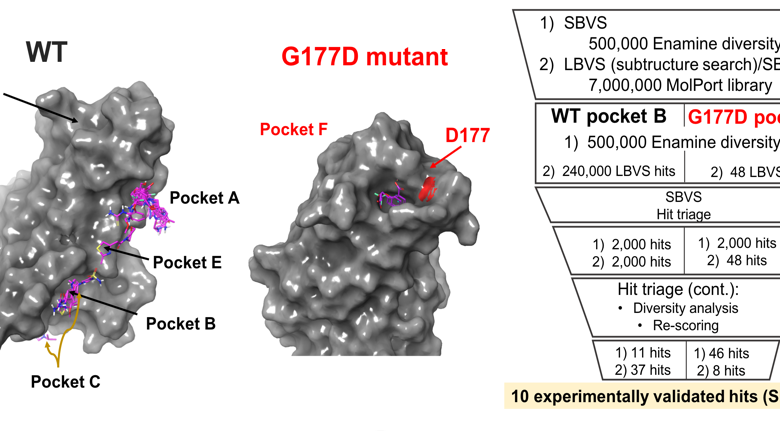 WT
Pocket A
Pocket E
Pocket B
Pocket C
G177D mutant
Pocket F
D177
1) SBVS
500,000 Enamine diversity
2) LBVS (subtructure search)/SB
7,000,000 MolPort library
WT pocket B
G177D poc
1) 500,000 Enamine diversity
2) 240,000 LBVS hits
2) 48 LBVS
SBVS
Hit triage
1) 2,000 hits
1) 2,000 hits
2) 2,000 hits
2) 48 hits
Hit triage (cont.):
• Diversity analysis
• Re-scoring
1) 11 hits
1) 46 hits
2) 37 hits
2) 8 hits
10 experimentally validated hits (S